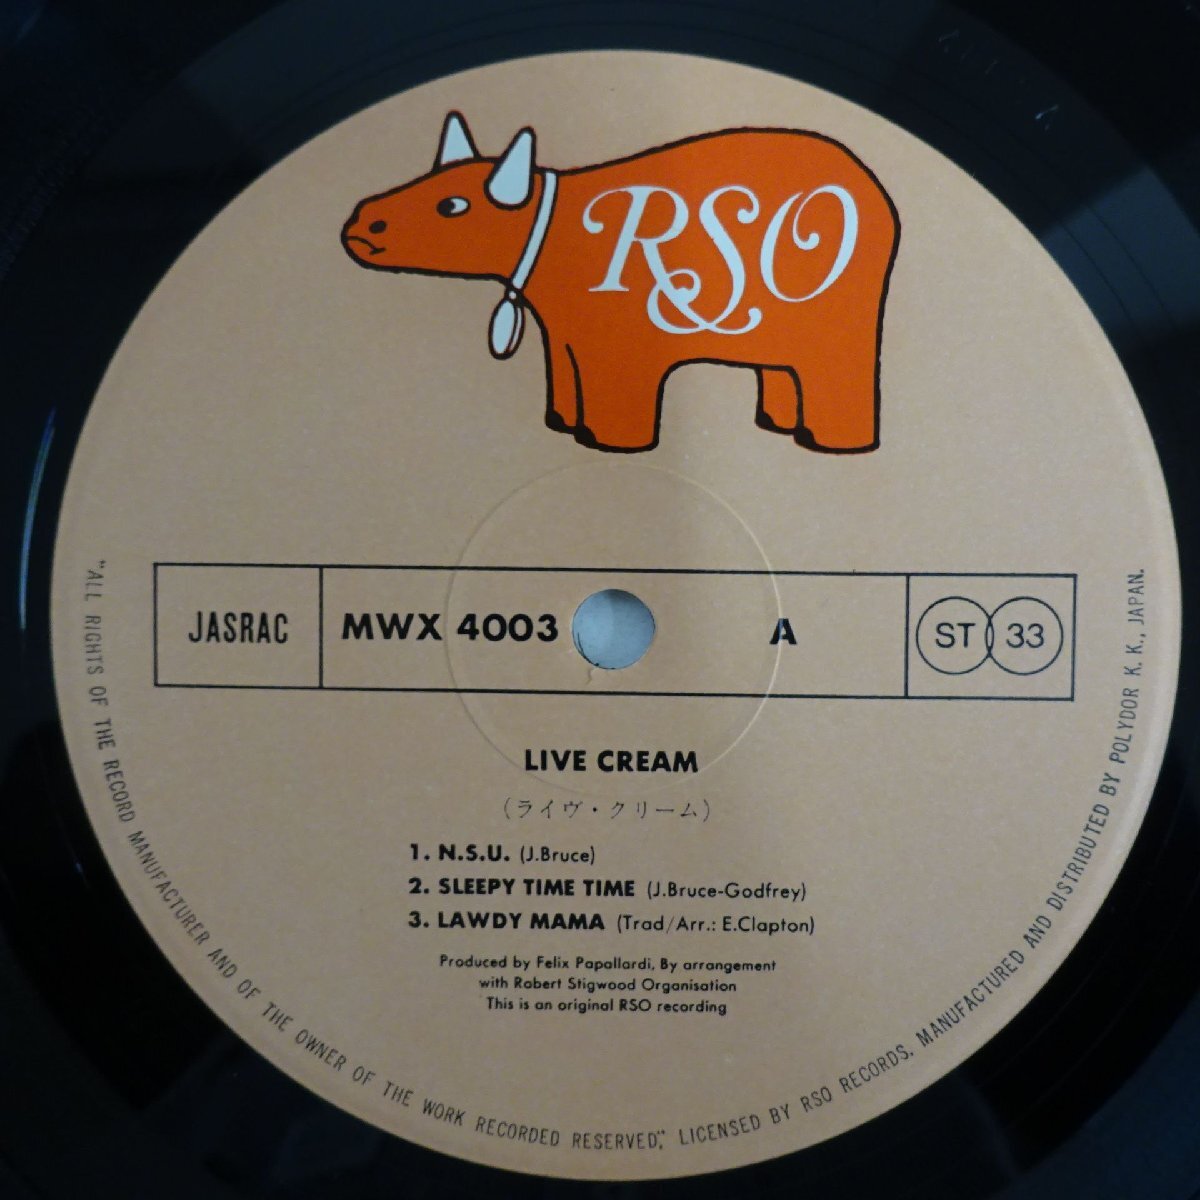 RSO
JASRAC MWX 4003 A ST 33
LIVE CREAM
(ライヴ・クリーム)
1. N.S.U. (J.Bruce)
2. SLEEPY TIME TIME (J.Bruce-Godfrey)
3. LAWDY MAMA (Trad/Arr.: E.Clapton)
Produced by Felix Papallardi, By arrangement
with Robert Stigwood Organisation
This is an original RSO recording
"ALL RIGHTS OF THE RECORD MANUFACTURER AND OF THE OWNER OF THE WORK RECORDED RESERVED," LICENSED BY RSO RECORDS. MANUFACTURED AND DISTRIBUTED BY POLYDOR K. K., JAPAN.